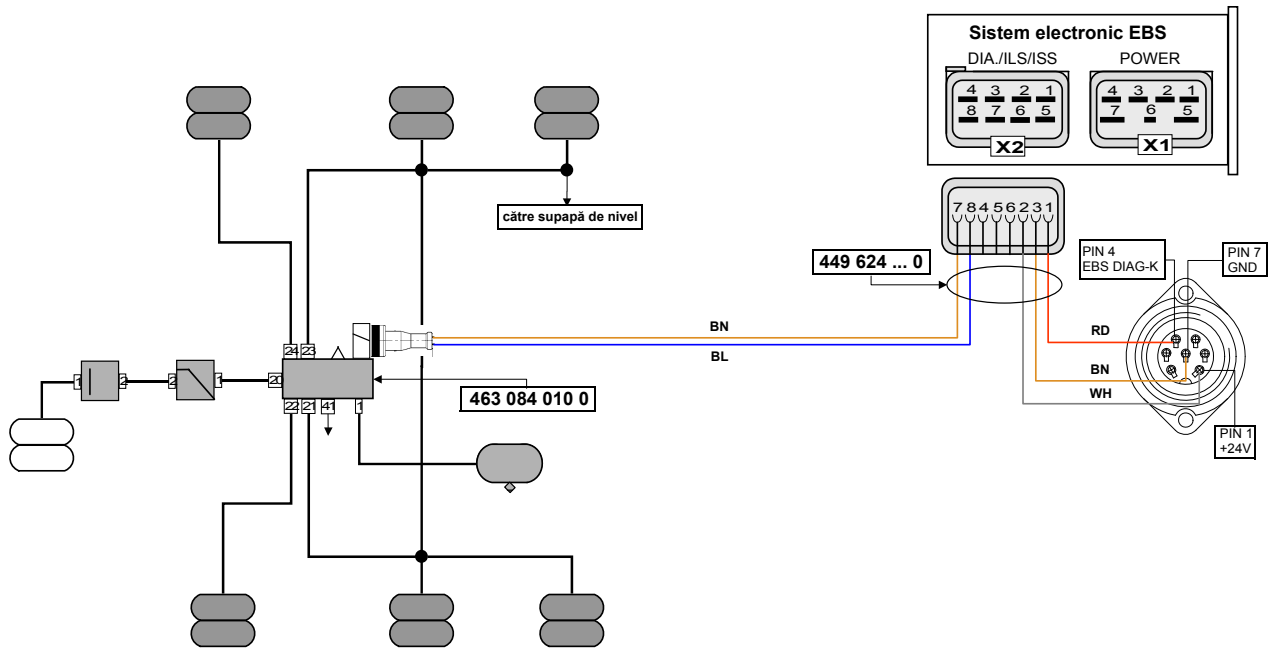 Sistem electronic EBS
DIA./ILS/ISS POWER
4 3 2 1
8 7 6 5
X2
4 3 2 1
7 6 5
X1
către supapă de nivel
7 8 4 5 6 2 3 1
449 624 ... 0
PIN 4
EBS DIAG-K
PIN 7
GND
BN
BL
RD
BN
WH
PIN 1
+24V
24 23
1 2 2 1 20
22 21 41 1
463 084 010 0